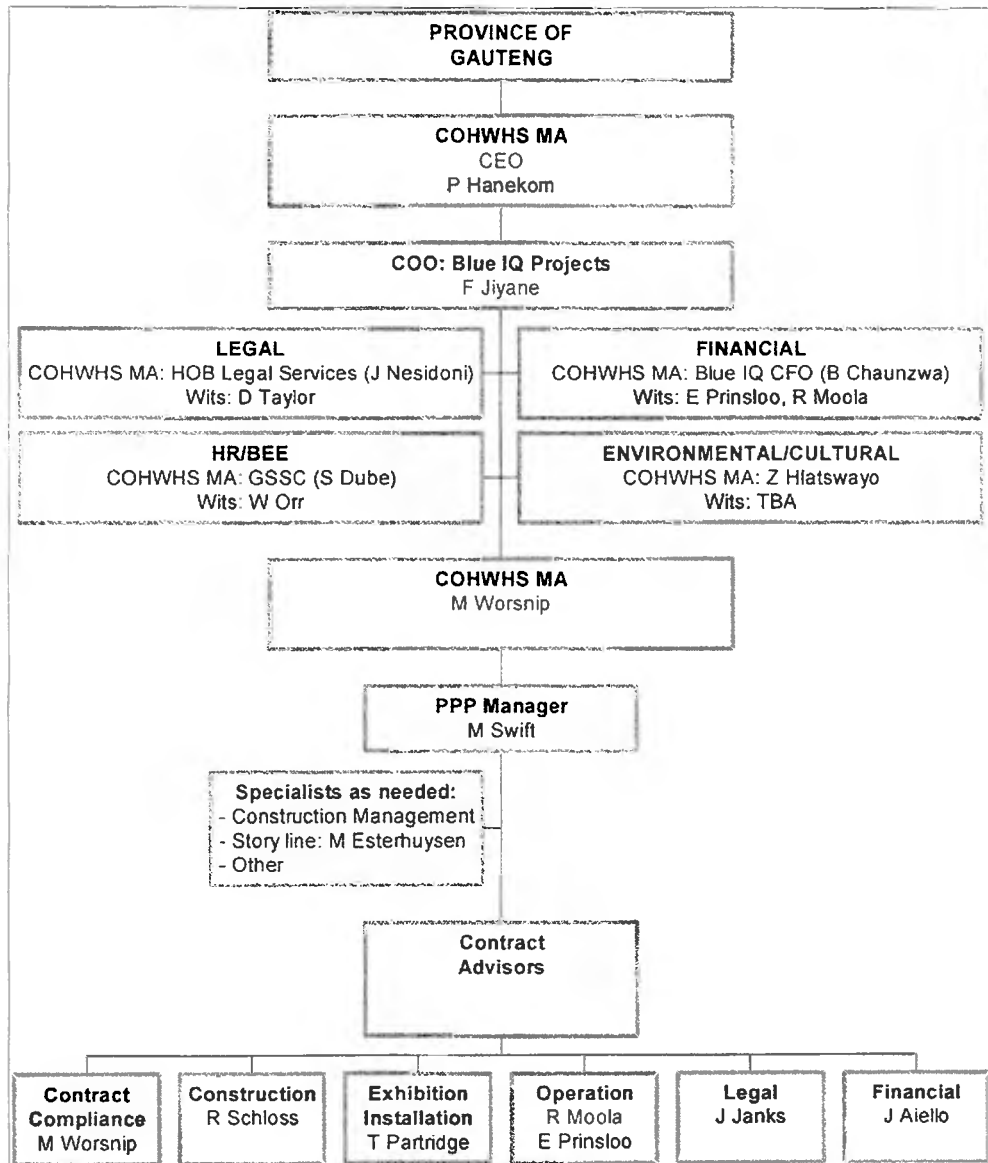 PROVINCE OF
GAUTENG
COHWHS MA
CEO
P Hanekom
COO: Blue IQ Projects
F Jiyane
LEGAL
COHWHS MA: HOB Legal Services (J Nesidoni)
Wits: D Taylor
FINANCIAL
COHWHS MA: Blue IQ CFO (B Chaunzwa)
Wits: E Prinsloo, R Moola
HR/BEE
COHWHS MA: GSSC (S Dube)
Wits: W Orr
ENVIRONMENTAL/CULTURAL
COHWHS MA: Z Hlatswayo
Wits: TBA
COHWHS MA
M Worsnip
PPP Manager
M Swift
Specialists as needed:
- Construction Management
- Story line: M Esterhuysen
- Other
Contract
Advisors
Contract
Compliance
M Worsnip
Construction
R Schloss
Exhibition
Installation
T Partridge
Operation
R Moola
E Prinsloo
Legal
J Janks
Financial
J Aiello